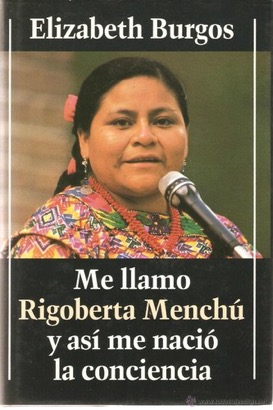 Elizabeth Burgos
Me llamo
Rigoberta Menchú
y así me nació
la conciencia